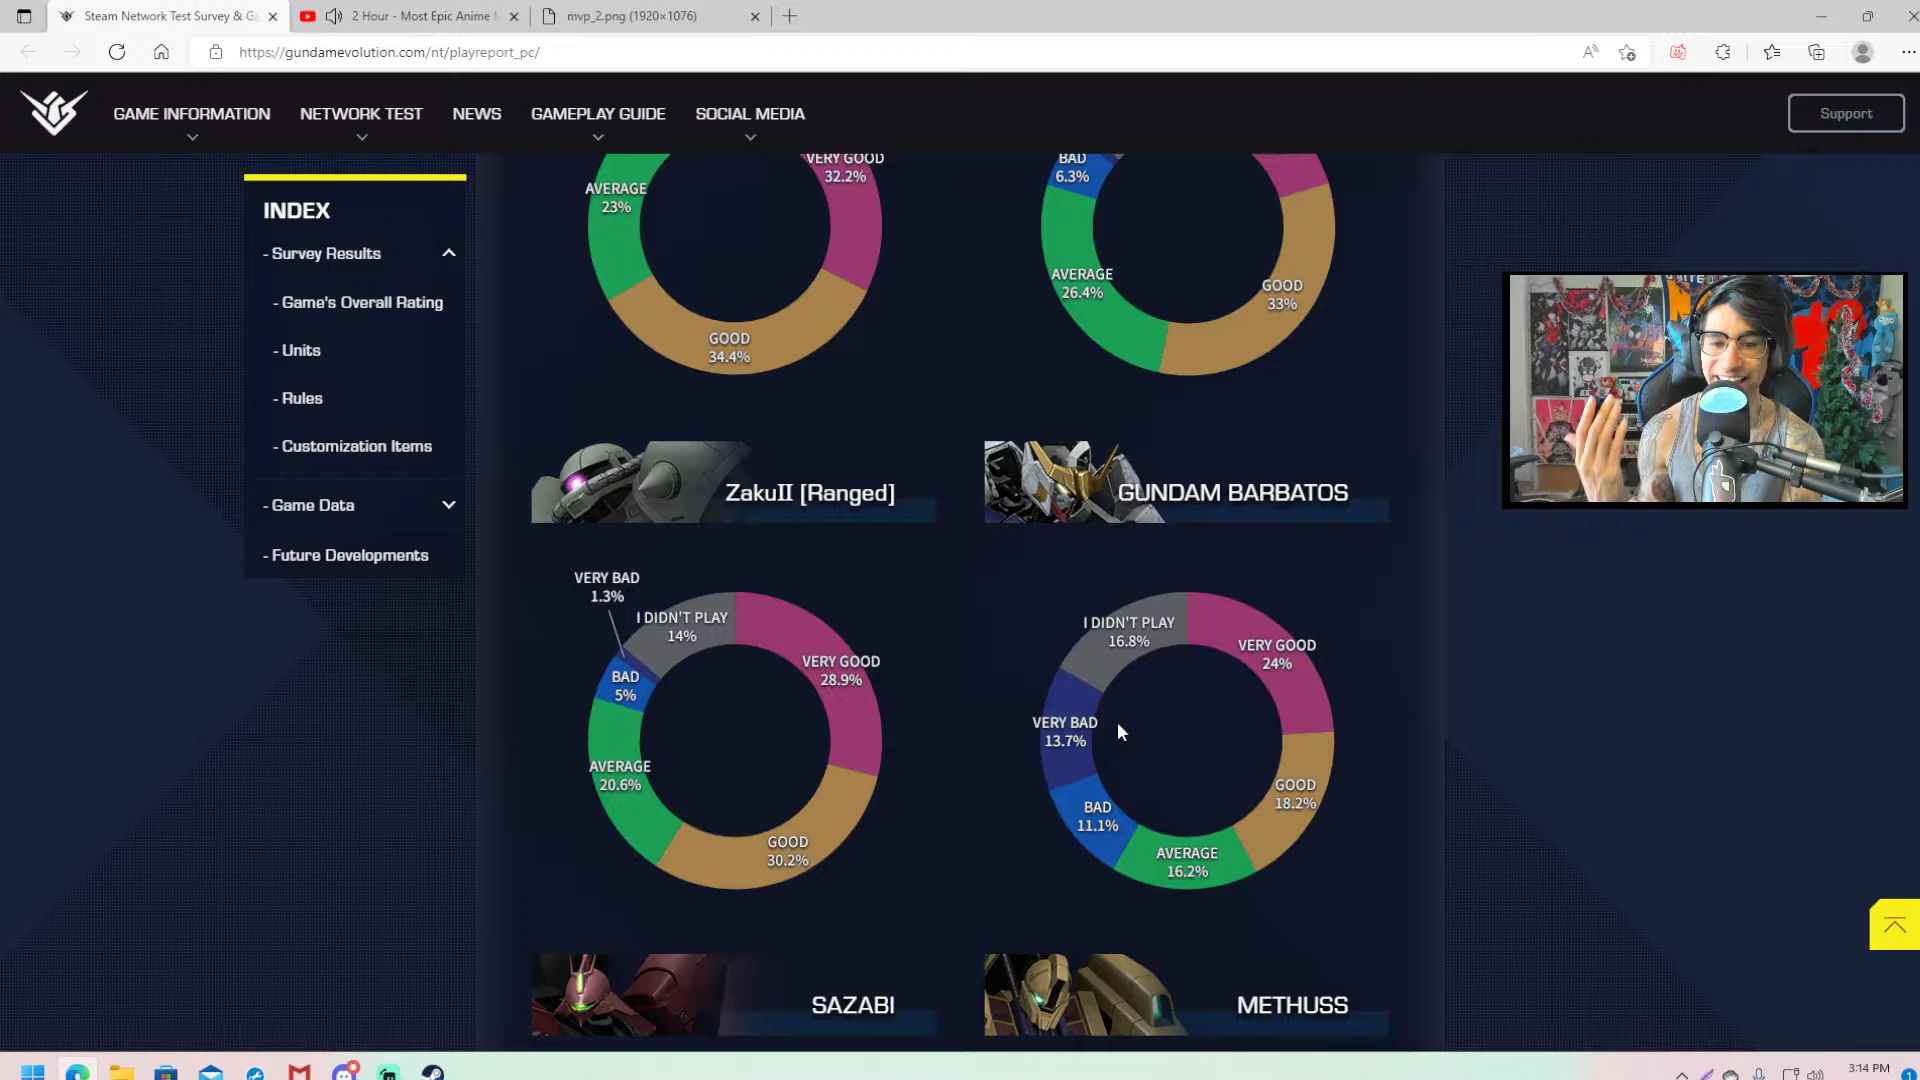 Steam Network Test Survey & Ga
2 Hour - Most Epic Anime
mvp_2.png (1920×1076)
https://gundamevolution.com/nt/playreport_pc/
GAME INFORMATION
NETWORK TEST
NEWS
GAMEPLAY GUIDE
SOCIAL MEDIA
Support
INDEX
- Survey Results
- Game's Overall Rating
- Units
- Rules
- Customization Items
- Game Data
- Future Developments
VERY GOOD
32.2%
AVERAGE
23%
GOOD
34.4%
BAD
6.3%
AVERAGE
26.4%
GOOD
33%
ZakuII [Ranged]
GUNDAM BARBATOS
VERY BAD
1.3%
I DIDN'T PLAY
14%
VERY GOOD
28.9%
BAD
5%
AVERAGE
20.6%
GOOD
30.2%
I DIDN'T PLAY
16.8%
VERY GOOD
24%
VERY BAD
13.7%
GOOD
18.2%
BAD
11.1%
AVERAGE
16.2%
SAZABI
METHUSS
3:14 PM
1